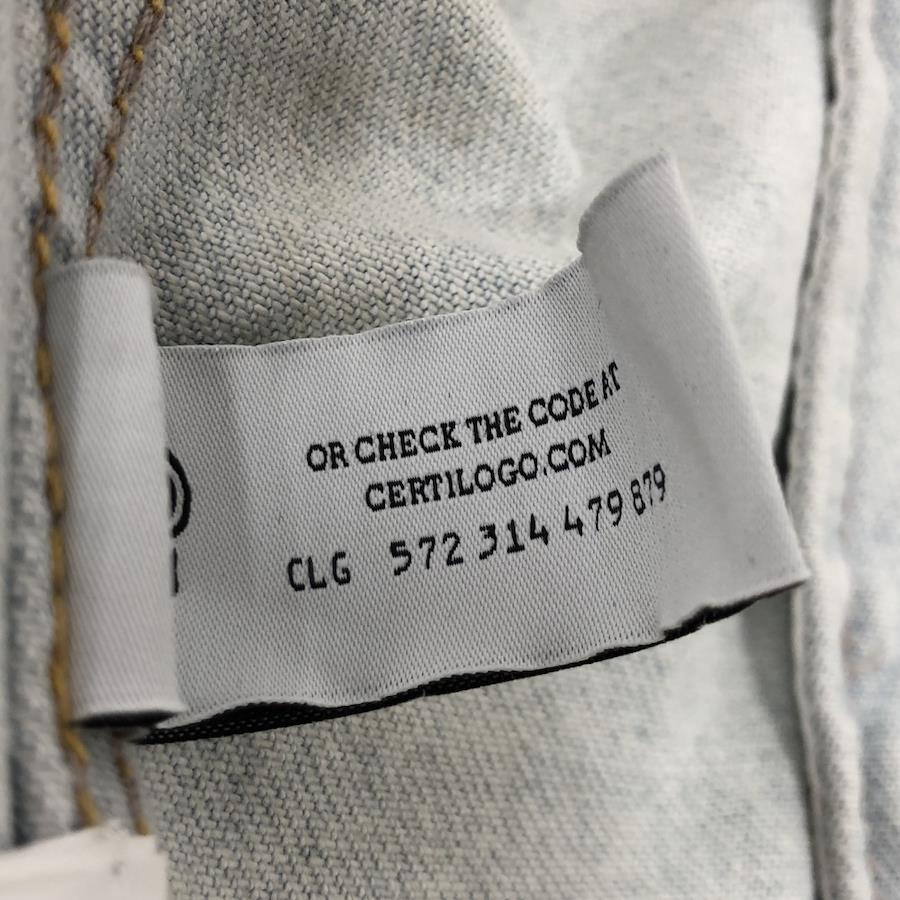 OR CHECK THE CODE AT
CERTILOGO.COM
CLG 572 314 479 879